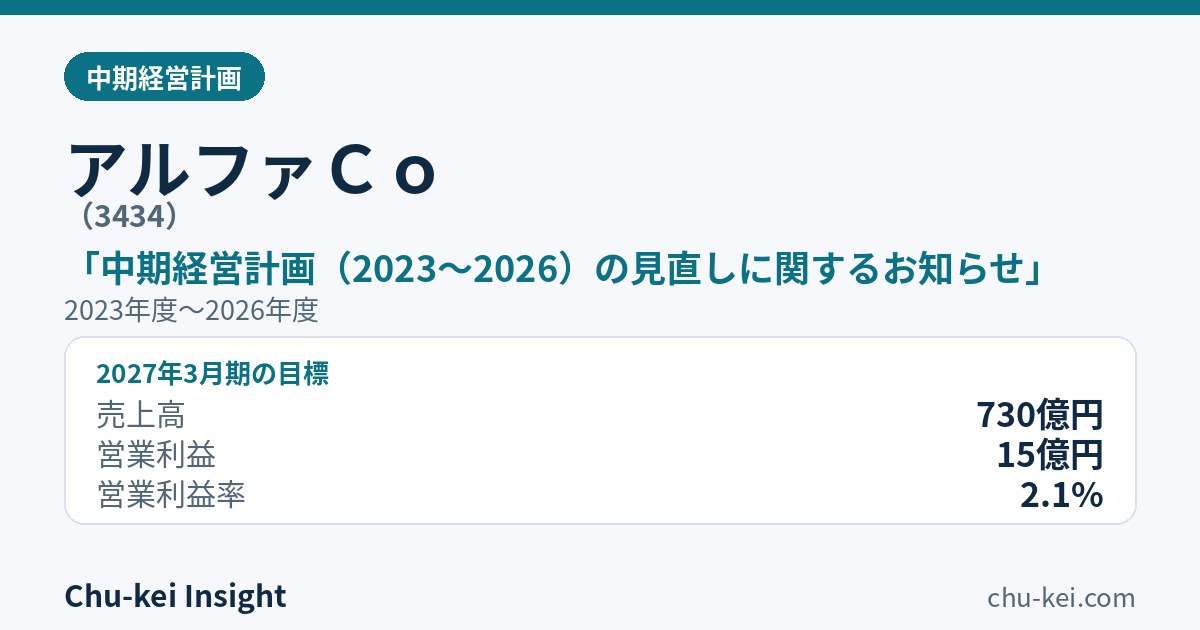 中期経営計画
アルファＣｏ
（3434）
「中期経営計画（2023～2026）の見直しに関するお知らせ」
2023年度～2026年度
2027年3月期の目標
売上高 730億円
営業利益 15億円
営業利益率 2.1%
Chu-kei Insight chu-kei.com